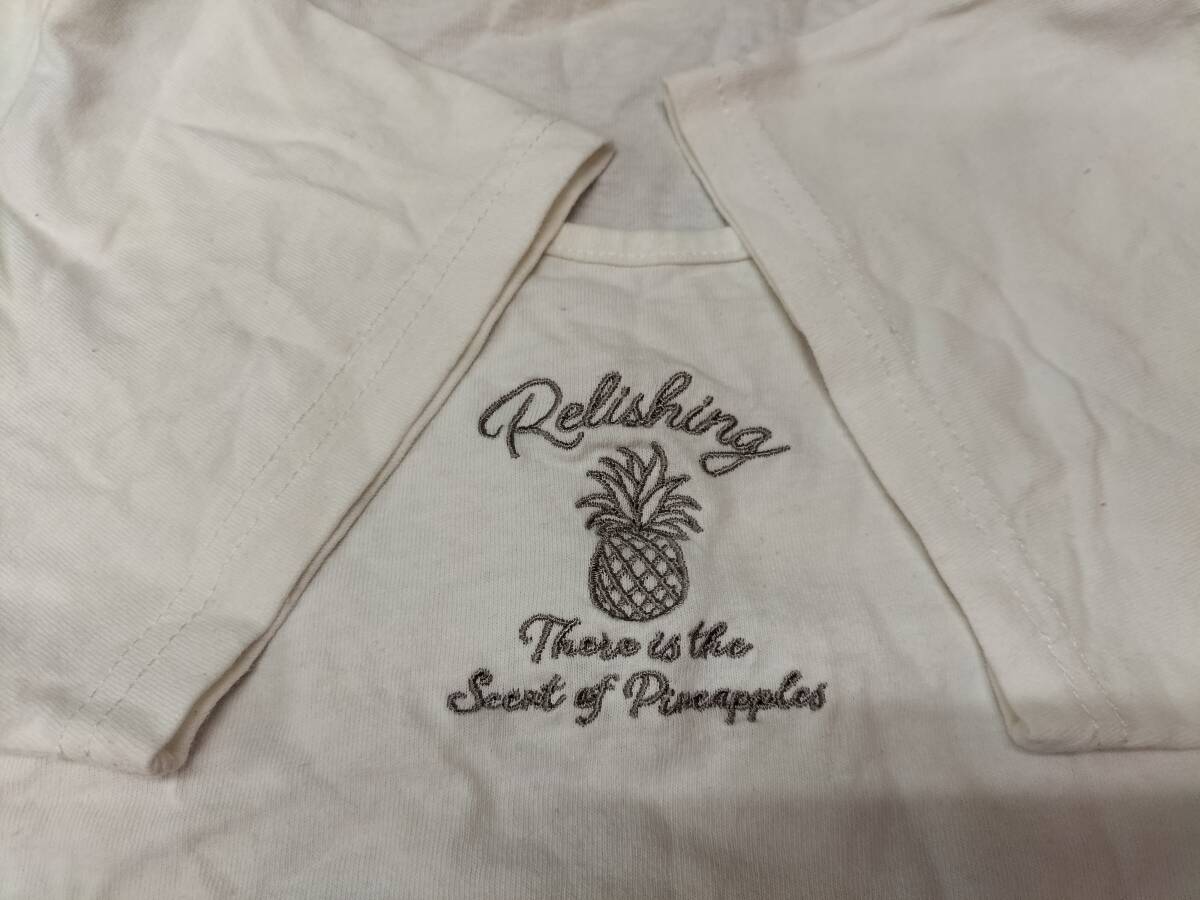 Relishing
There is the
Scent of Pineapples